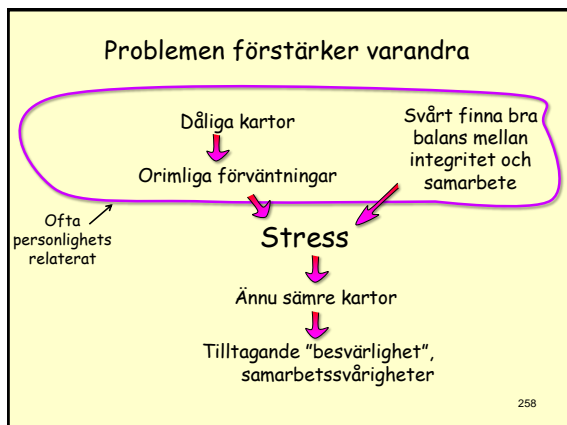 Problemen förstärker varandra
Dåliga kartor
Orimliga förväntningar
Svårt finna bra
balans mellan
integritet och
samarbete
Ofta
personlighets
relaterat
Stress
Ännu sämre kartor
Tilltagande ”besvärlighet”,
samarbetssvårigheter
258